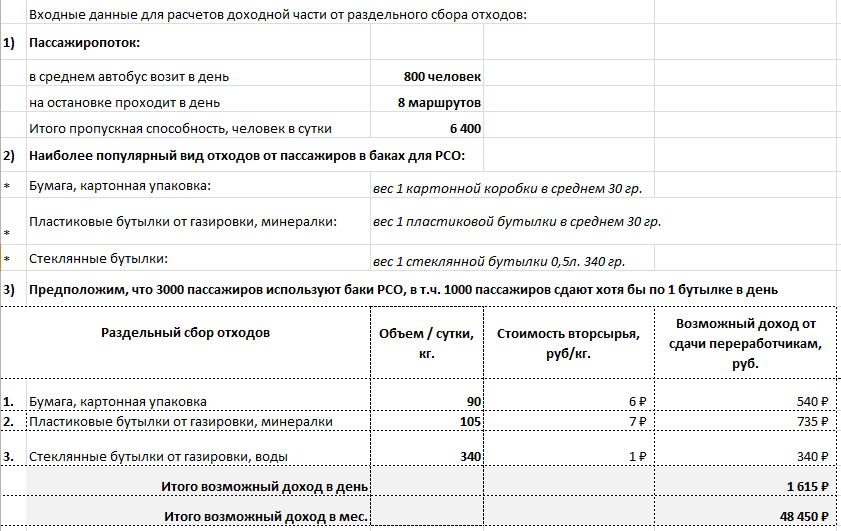 Входные данные для расчетов доходной части от раздельного сбора отходов:
1) Пассажиропоток:
в среднем автобус возит в день 800 человек
на остановке проходит в день 8 маршрутов
Итого пропускная способность, человек в сутки 6 400
2) Наиболее популярный вид отходов от пассажиров в баках для РСО:
* Бумага, картонная упаковка: вес 1 картонной коробки в среднем 30 гр.
* Пластиковые бутылки от газировки, минералки: вес 1 пластиковой бутылки в среднем 30 гр.
* Стеклянные бутылки: вес 1 стеклянной бутылки 0,5л. 340 гр.
3) Предположим, что 3000 пассажиров используют баки РСО, в т.ч. 1000 пассажиров сдают хотя бы по 1 бутылке в день
Раздельный сбор отходов
Объем / сутки,
кг.
Стоимость вторсырья,
руб/кг.
Возможный доход от
сдачи переработчикам,
руб.
1. Бумага, картонная упаковка 90 6 ₽ 540 ₽
2. Пластиковые бутылки от газировки, минералки 105 7 ₽ 735 ₽
3. Стеклянные бутылки от газировки, воды 340 1 ₽ 340 ₽
Итого возможный доход в день 1 615 ₽
Итого возможный доход в мес. 48 450 ₽